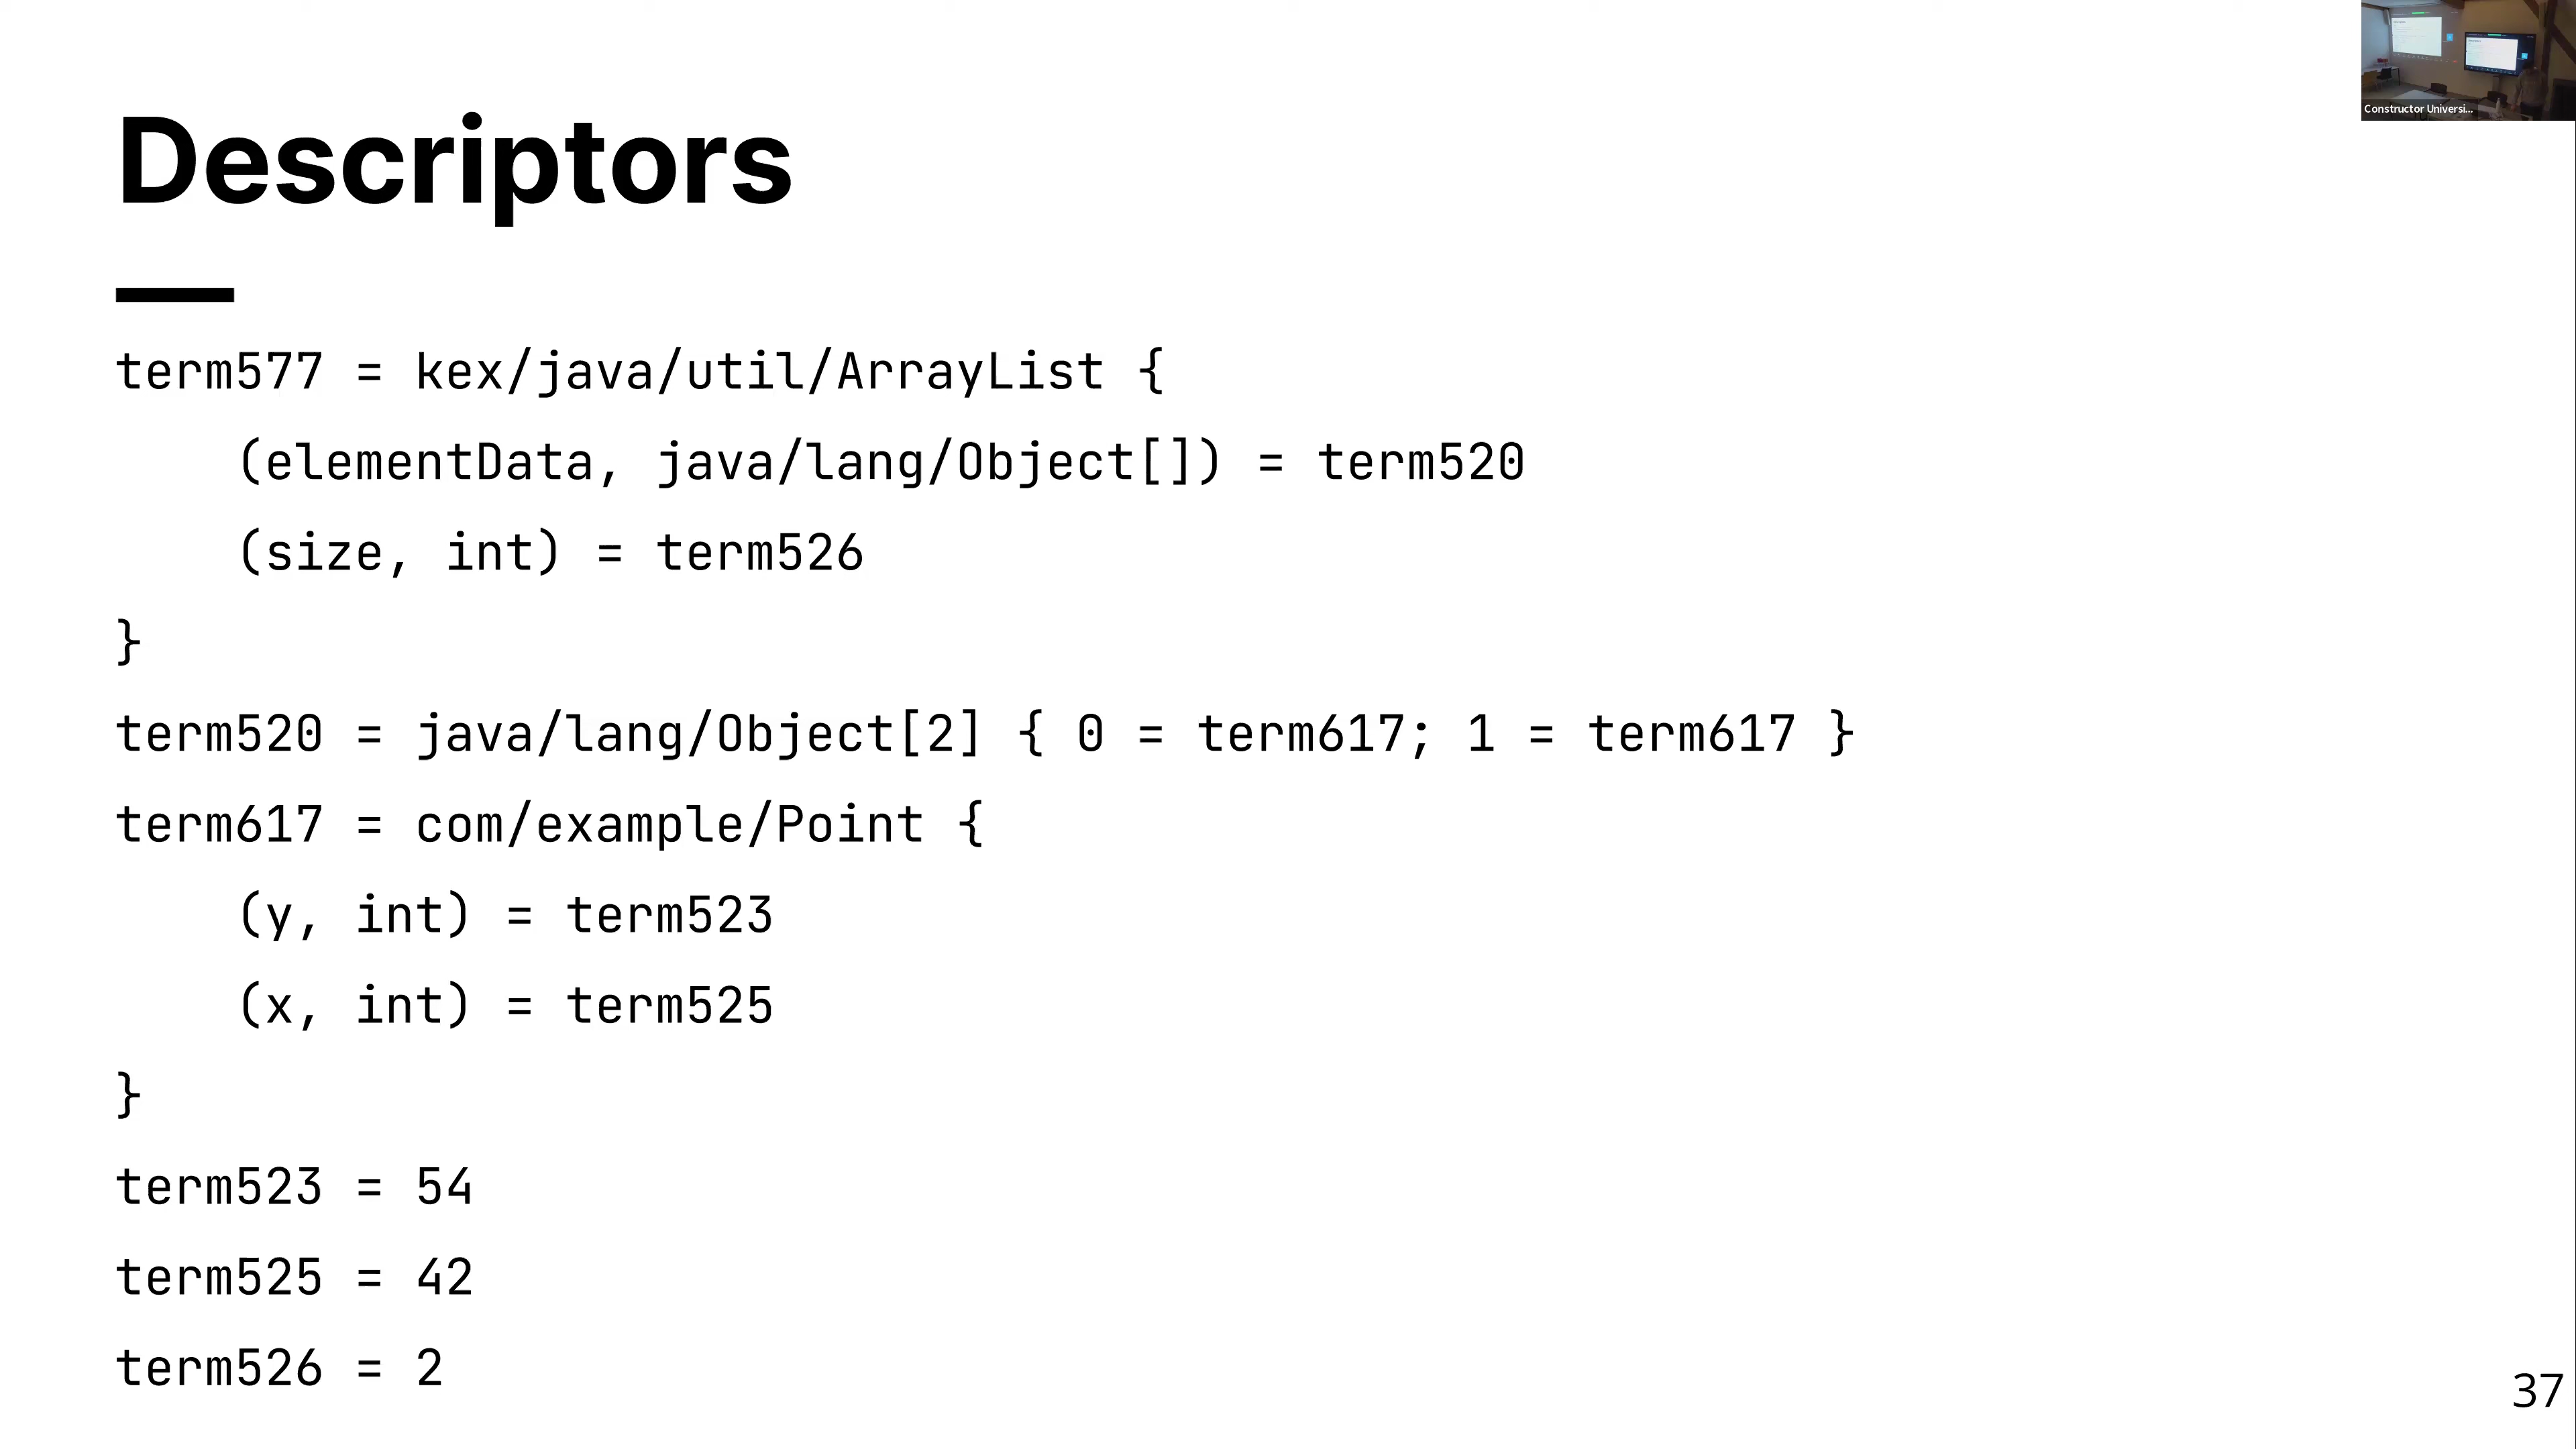 Constructor Universi...
Descriptors
term577 = kex/java/util/ArrayList {
(elementData, java/lang/Object[]) = term520
(size, int) = term526
}
term520 = java/lang/Object[2] { 0 = term617; 1 = term617 }
term617 = com/example/Point {
(y, int) = term523
(x, int) = term525
}
term523 = 54
term525 = 42
term526 = 2
37